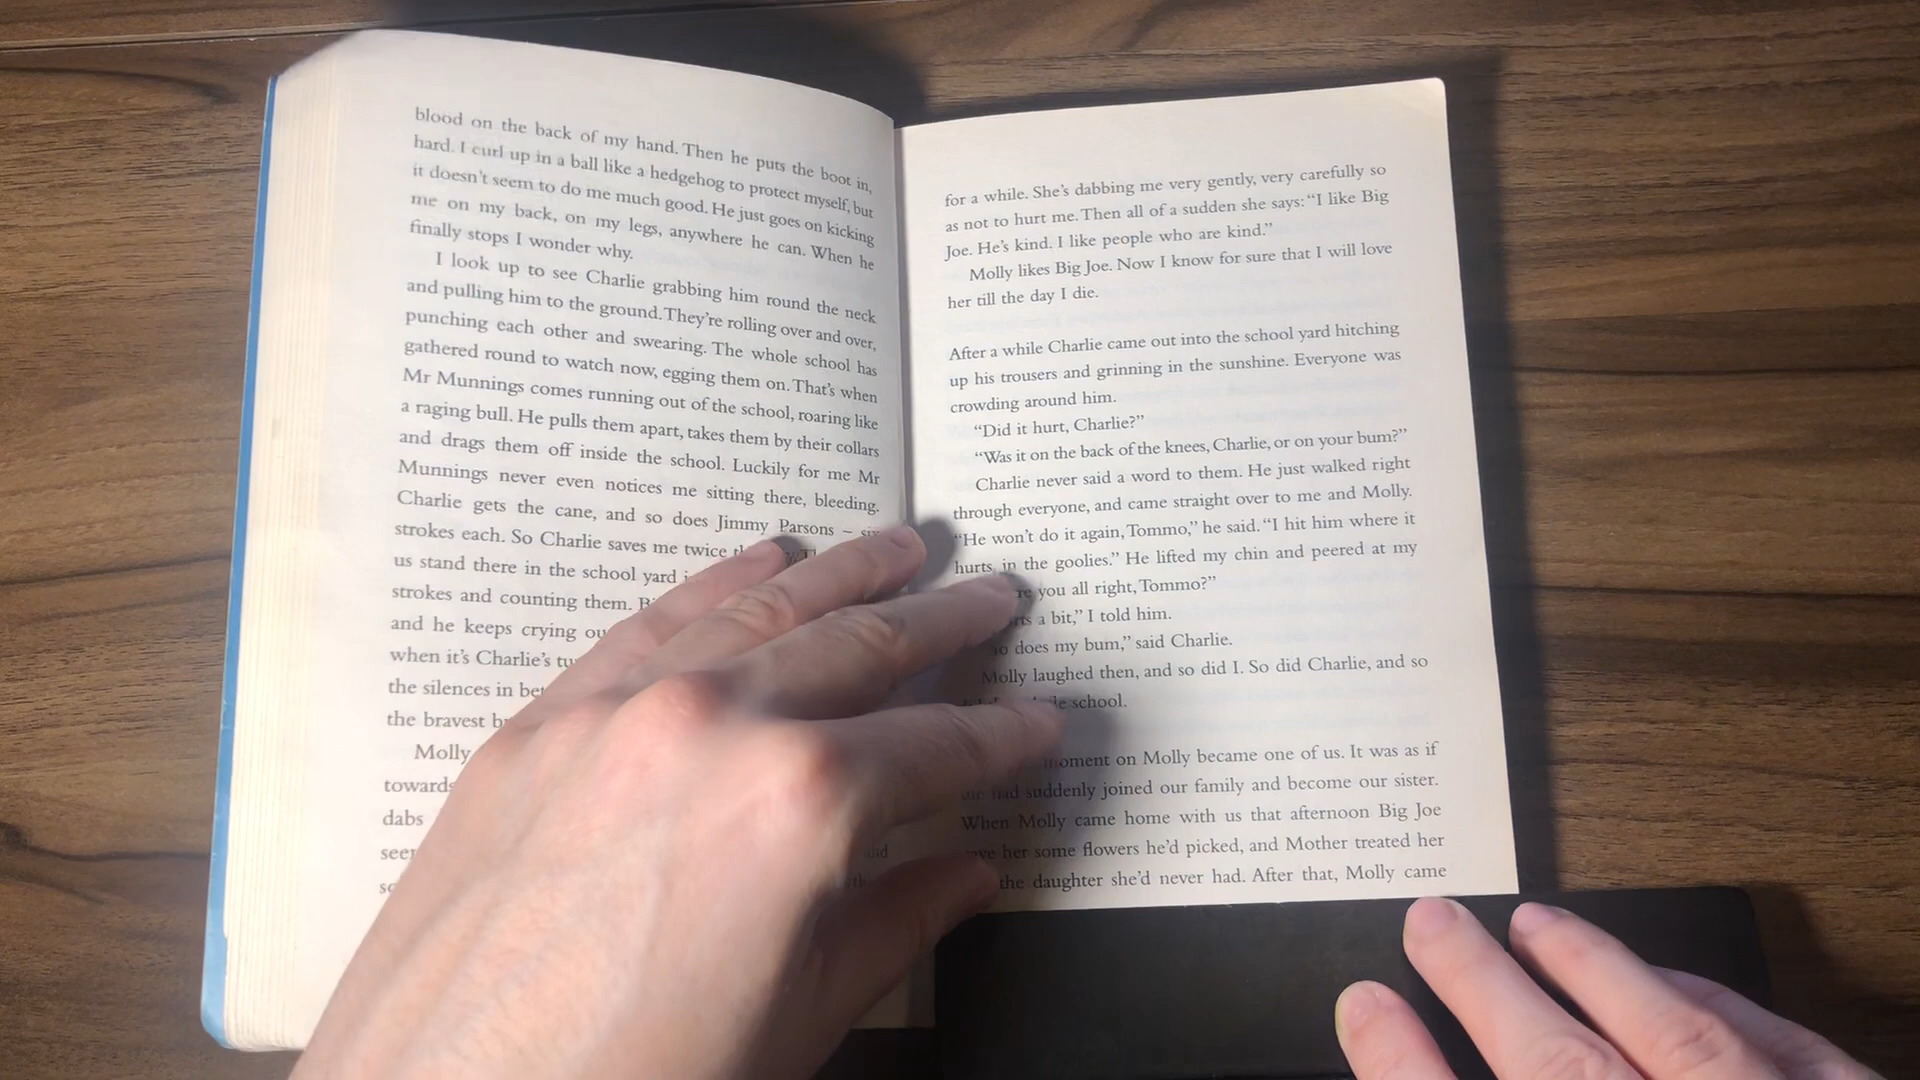 blood on the back of my hand. Then he puts the boot in,
hard. I curl up in a ball like a hedgehog to protect myself, but
it doesn't seem to do me much good. He just goes on kicking
me on my back, on my legs, anywhere he can. When he
finally stops I wonder why.
I look up to see Charlie grabbing him round the neck
and pulling him to the ground. They're rolling over and over,
punching each other and swearing. The whole school has
gathered round to watch now, egging them on. That's when
Mr Munnings comes running out of the school, roaring like
a raging bull. He pulls them apart, takes them by their collars
and drags them off inside the school. Luckily for me Mr
Munnings never even notices me sitting there, bleeding.
Charlie gets the cane, and so does Jimmy Parsons – six
strokes each. So Charlie saves me twice
us stand there in the school yard
strokes and counting them.
and he keeps crying
when it's Charlie's
the silences in
the bravest
Molly
towards
dabs
for a while. She's dabbing me very gently, very carefully so
as not to hurt me. Then all of a sudden she says: “I like Big
Joe. He's kind. I like people who are kind.”
Molly likes Big Joe. Now I know for sure that I will love
her till the day I die.
After a while Charlie came out into the school yard hitching
up his trousers and grinning in the sunshine. Everyone was
crowding around him.
“Did it hurt, Charlie?”
“Was it on the back of the knees, Charlie, or on your bum?”
Charlie never said a word to them. He just walked right
through everyone, and came straight over to me and Molly.
“He won't do it again, Tommo,” he said. “I hit him where it
hurts in the goolies.” He lifted my chin and peered at my
you all right, Tommo?”
a bit,” I told him.
does my bum,” said Charlie.
Molly laughed then, and so did I. So did Charlie, and so
school.
moment on Molly became one of us. It was as if
had suddenly joined our family and become our sister.
When Molly came home with us that afternoon Big Joe
her some flowers he'd picked, and Mother treated her
the daughter she'd never had. After that, Molly came